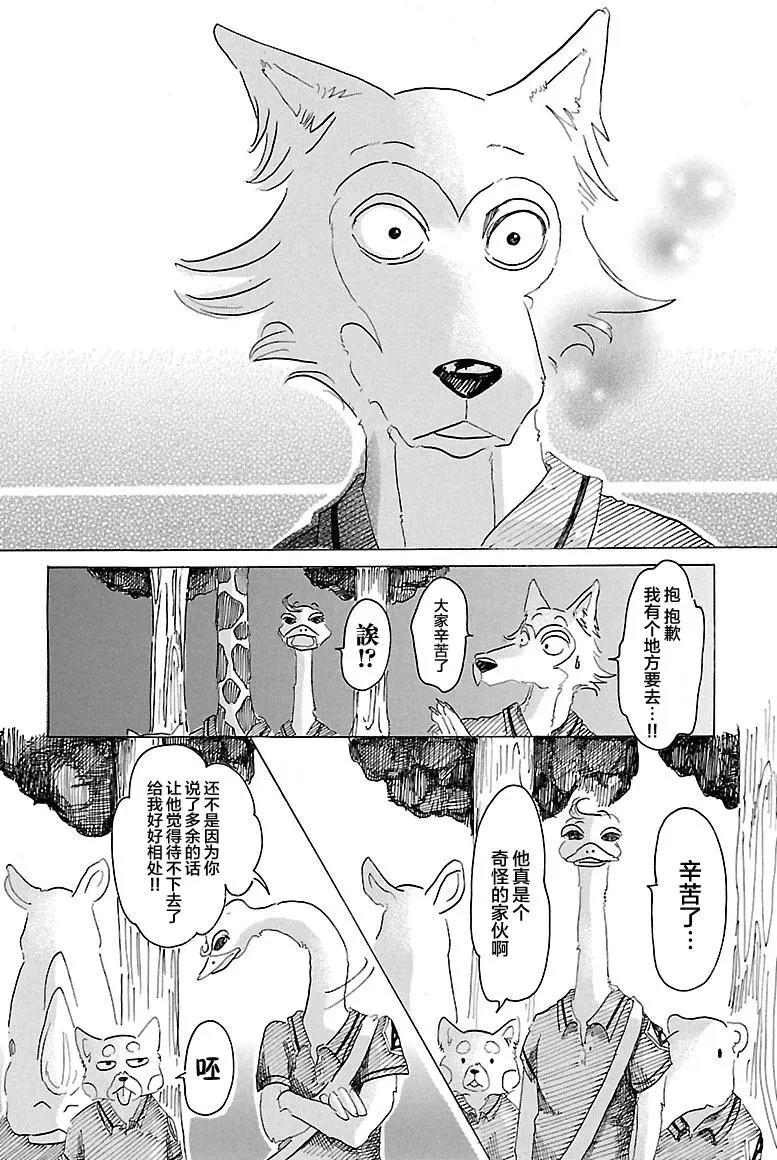 抱抱歉
我有个地方要去…!!
大家辛苦了
誒!?
辛苦了…
他真是个
奇怪的家伙啊
还不是因为你
说了多余的话
让他觉得待不下去了
给我好好相处!!
呸